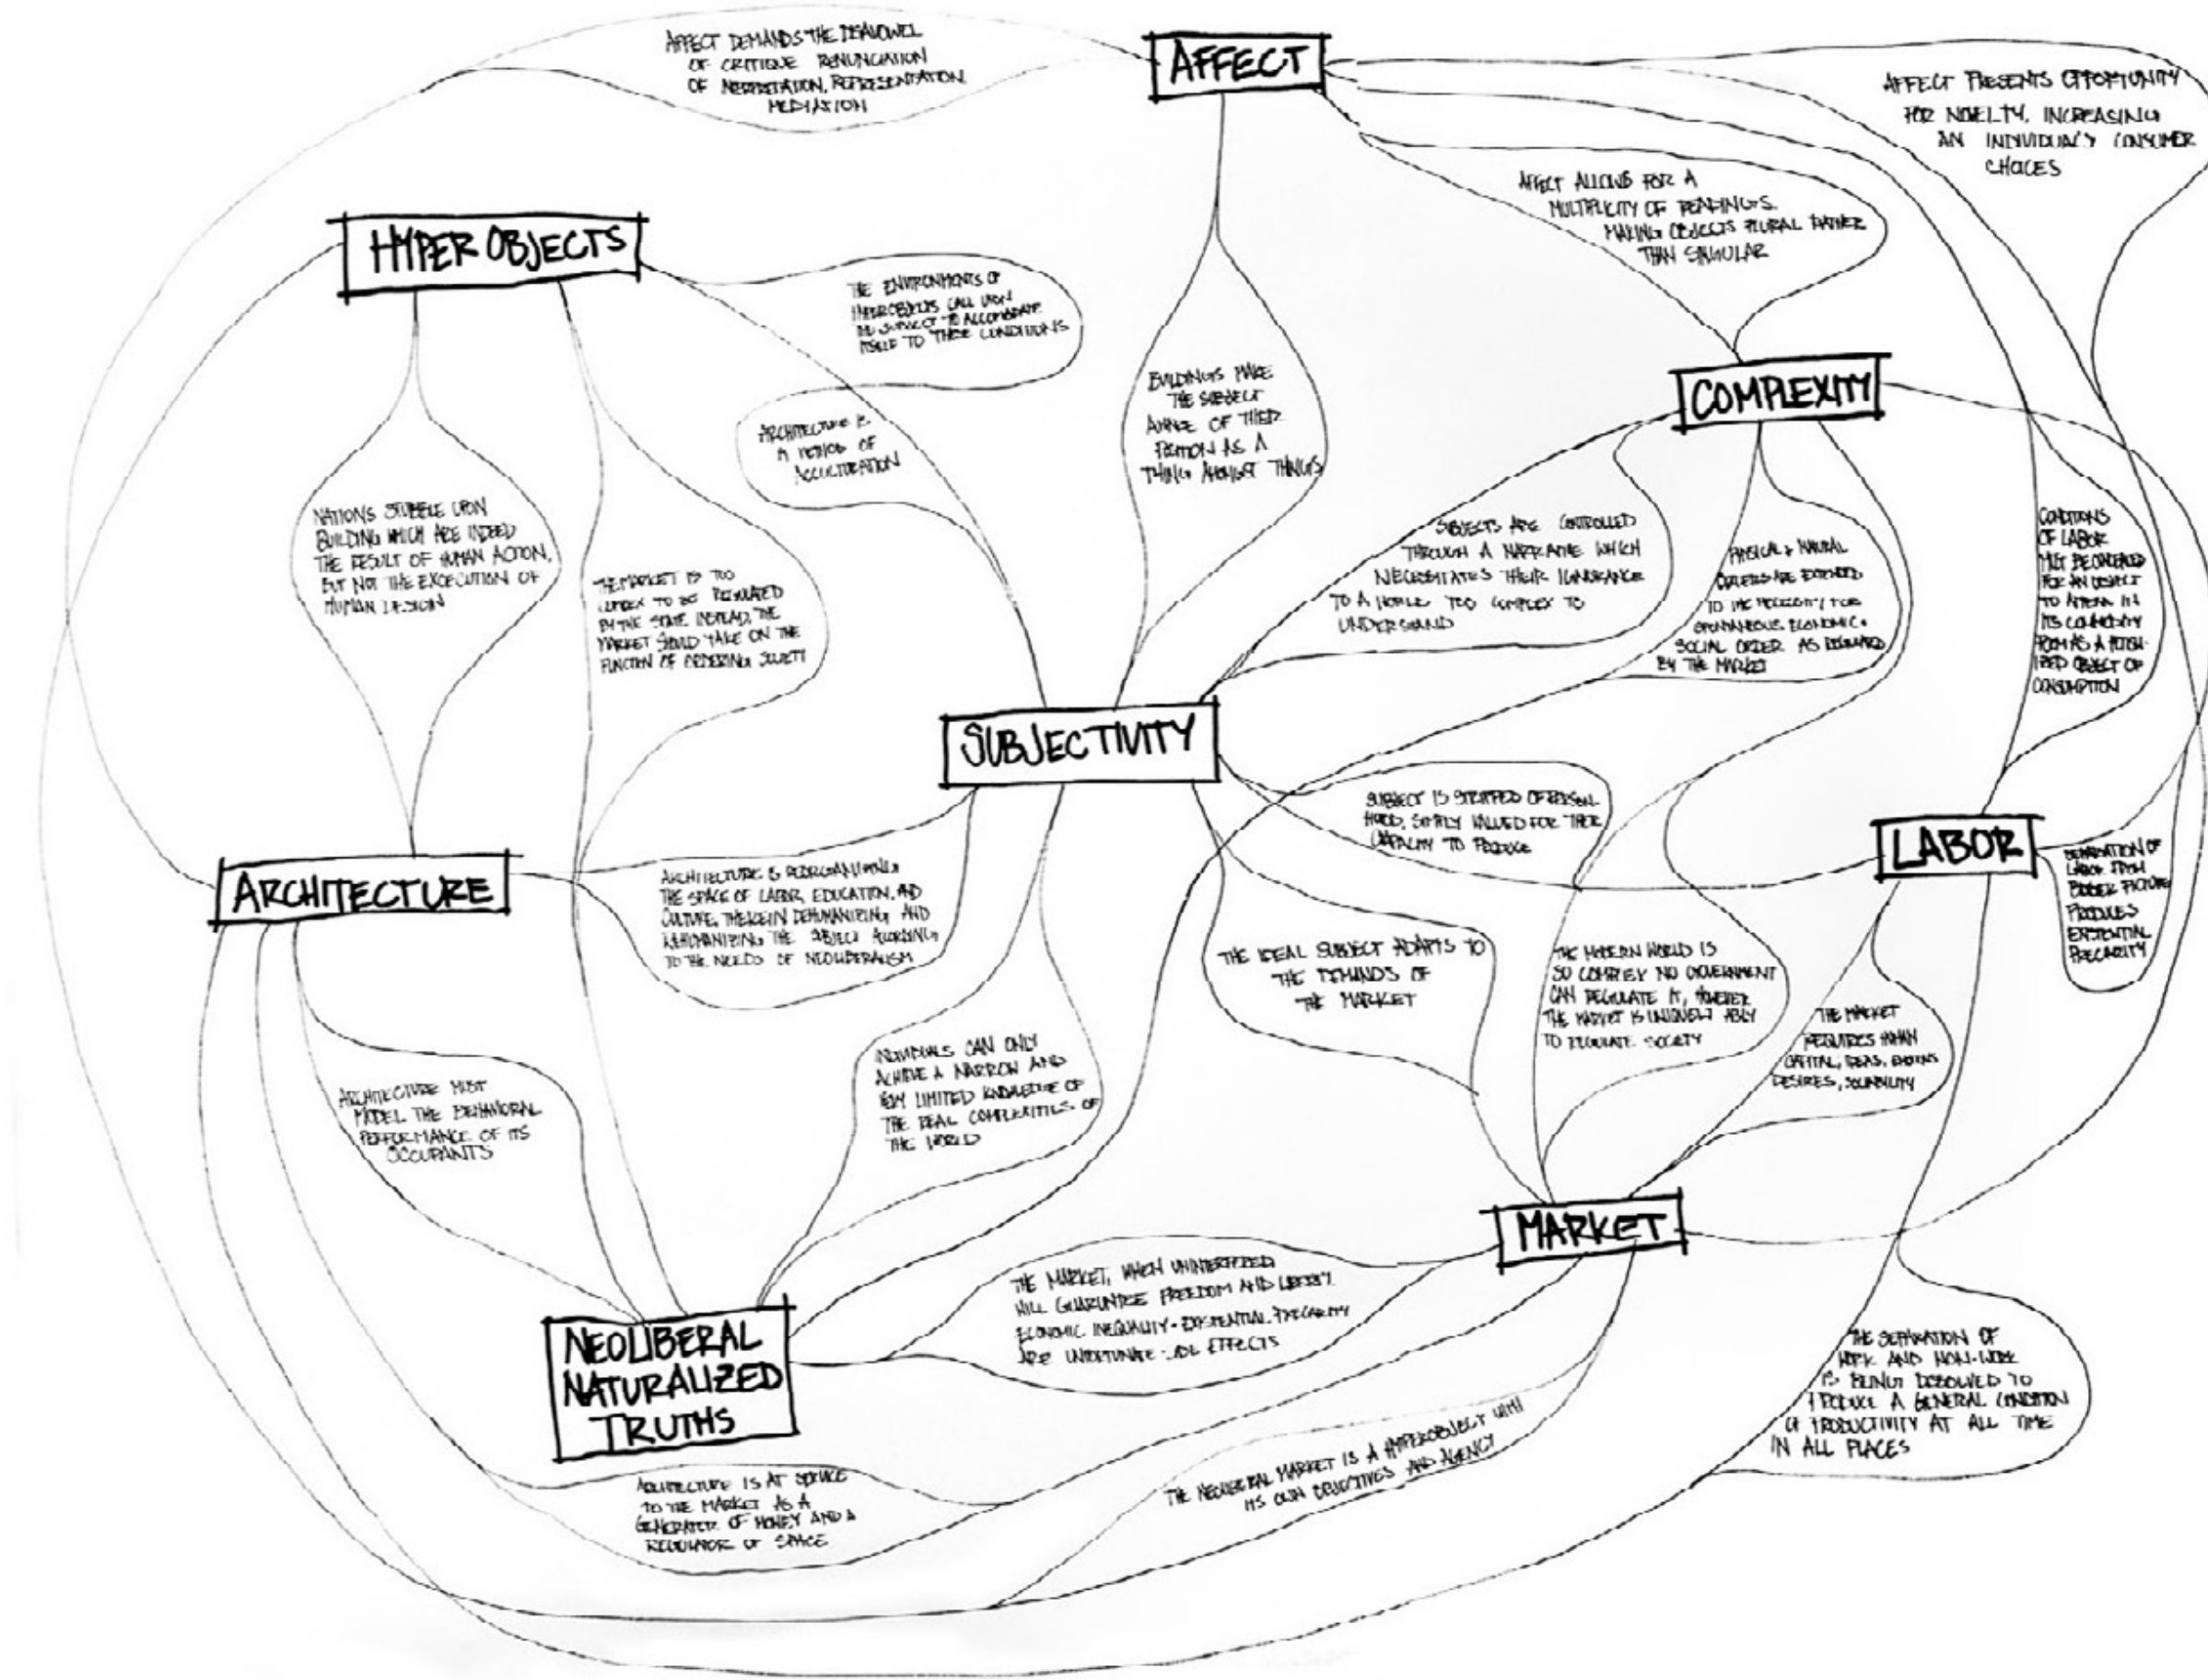 AFFECT DEMANDS THE DISAVOWEL
OF CRITIQUE RENUNCIATION
OF REPRESENTATION
MEDIATION
AFFECT
AFFECT PRESENTS OPPORTUNITY
FOR NOVELTY, INCREASING
AN INDIVIDUAL'S CONSUMER
CHOICES
AFFECT ALLOWS FOR A
MULTIPLICITY OF READINGS.
MAKING OBJECTS PLURAL RATHER
THAN SINGULAR
HYPER OBJECTS
THE ENVIRONMENTS OF
HYPEROBJECTS CALL UPON
SUBJECT TO ACCOMODATE
ITSELF TO THESE CONDITIONS
ARCHITECTURE IS
A METHOD OF
ACCULTURATION
BUILDINGS MAKE
THE SUBJECT
AWARE OF THEIR
POSITION AS A
THING AMONGST THINGS
COMPLEXITY
NATIONS STUMBLE UPON
BUILDING WHICH ARE INDEED
THE RESULT OF HUMAN ACTION,
BUT NOT THE EXCECUTION OF
HUMAN DESIGN
THE MARKET IS TOO
TO BE REGULATED
BY THE STATE INSTEAD, THE
MARKET SHOULD TAKE ON THE
FUNCTION OF ORDERING SOCIETY
SUBJECTS ARE CONTROLLED
THROUGH A NARRATIVE WHICH
NECESSITATES THEIR IGNORANCE
TO A WORLD TOO COMPLEX TO
UNDERSTAND
PHYSICAL & NATURAL
ORDERS ARE EXTENDED
TO THE NECESSITY FOR
SPONTANEOUS ECONOMIC +
SOCIAL ORDER AS
BY THE MARKET
CONDITIONS
OF LABOR
MUST BE
FOR AN OBJECT
TO ATTAIN
ITS COMMODITY
FORM AS A FETISH-
IZED OBJECT OF
CONSUMPTION
SUBJECTIVITY
SUBJECT IS STRIPPED OF PERSON-
HOOD, SIMPLY VALUED FOR THEIR
CAPACITY TO PRODUCE
LABOR
SEPARATION OF
LABOR FROM
BIGGER PICTURE
PRODUCES
EXISTENTIAL
PRECARITY
ARCHITECTURE
ARCHITECTURE IS REORGANIZING
THE SPACE OF LABOR, EDUCATION, AND
CULTURE, THEREIN DEHUMANIZING AND
REHUMANIZING THE SUBJECT ACCORDING
TO THE NEEDS OF NEOLIBERALISM
THE IDEAL SUBJECT ADAPTS TO
THE DEMANDS OF
THE MARKET
THE MODERN WORLD IS
SO COMPLEX NO GOVERNMENT
CAN REGULATE IT, HOWEVER
THE MARKET IS UNIQUELY ABLY
TO REGULATE SOCIETY
THE MARKET
REQUIRES HUMAN
CAPITAL, IDEAS, EMOTIONS
DESIRES, SOCIABILITY
ARCHITECTURE MUST
MODEL THE BEHAVIORAL
PERFORMANCE OF ITS
OCCUPANTS
INDIVIDUALS CAN ONLY
ACHIEVE A NARROW AND
VERY LIMITED KNOWLEDGE OF
THE REAL COMPLEXITIES OF
THE WORLD
MARKET
THE MARKET, WHEN UNINTERFERED
WILL GUARUNTEE FREEDOM AND LIBERTY.
ECONOMIC INEQUALITY + EXISTENTIAL PRECARITY
ARE UNFORTUNATE SIDE EFFECTS
NEOLIBERAL
NATURALIZED
TRUTHS
THE SEPARATION OF
WORK AND NON-WORK
IS BEING DISSOLVED TO
PRODUCE A GENERAL CONDITION
OF PRODUCTIVITY AT ALL TIME
IN ALL PLACES
ARCHITECTURE IS AT SERVICE
TO THE MARKET AS A
GENERATOR OF MONEY AND A
REGULATOR OF SPACE
THE NEOLIBERAL MARKET IS A HYPEROBJECT WITH
ITS OWN OBJECTIVES AND AGENCY